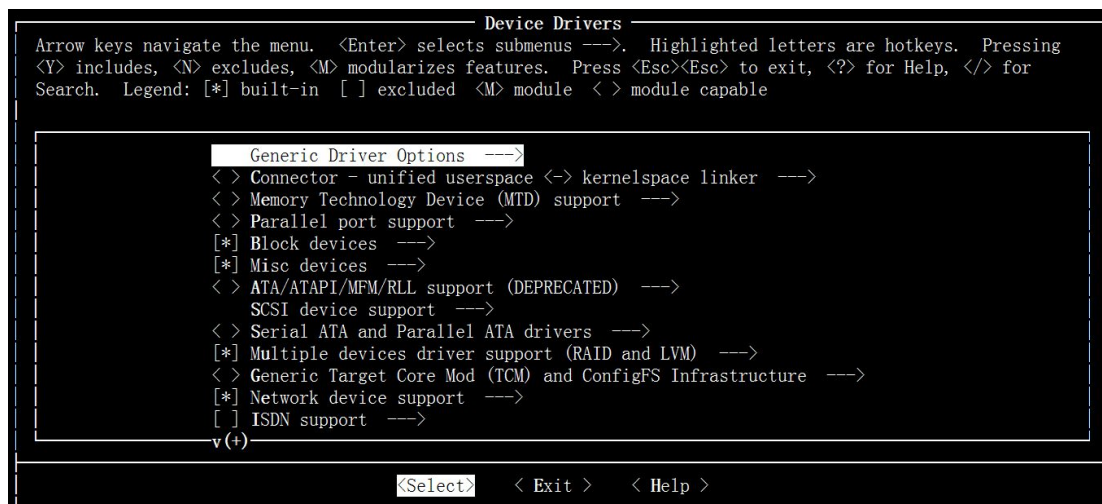 Device Drivers
Arrow keys navigate the menu.  <Enter> selects submenus --->.  Highlighted letters are hotkeys.  Pressing
<Y> includes, <N> excludes, <M> modularizes features.  Press <Esc><Esc> to exit, <?> for Help, </> for
Search.  Legend: [*] built-in  [ ] excluded  <M> module  < > module capable
Generic Driver Options  --->
< > Connector - unified userspace <-> kernelspace linker  --->
< > Memory Technology Device (MTD) support  --->
< > Parallel port support  --->
[*] Block devices  --->
[*] Misc devices  --->
< > ATA/ATAPI/MFM/RLL support (DEPRECATED)  --->
SCSI device support  --->
< > Serial ATA and Parallel ATA drivers  --->
[*] Multiple devices driver support (RAID and LVM)  --->
< > Generic Target Core Mod (TCM) and ConfigFS Infrastructure  --->
[*] Network device support  --->
[ ] ISDN support  --->
v(+)
<Select>    < Exit >    < Help >